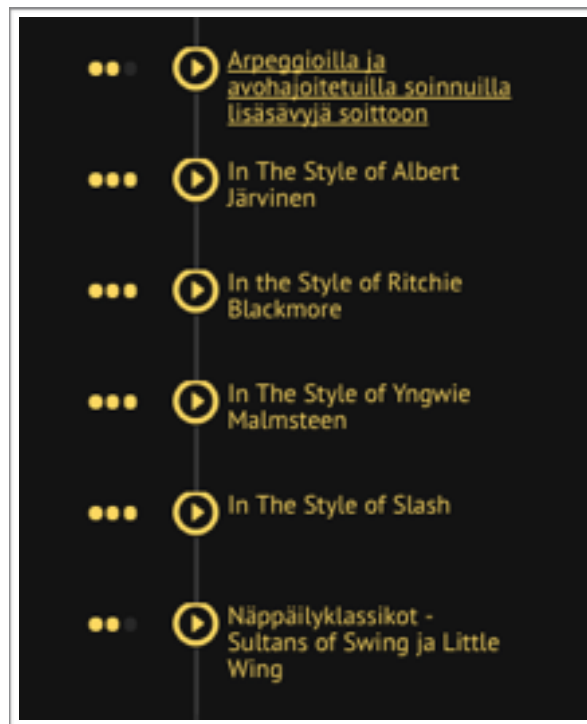 Arpeggioilla ja
avohajoitetuilla soinnuilla
lisäsävyjä soittoon
In The Style of Albert
Järvinen
In the Style of Ritchie
Blackmore
In The Style of Yngwie
Malmsteen
In The Style of Slash
Näppäilyklassikot -
Sultans of Swing ja Little
Wing